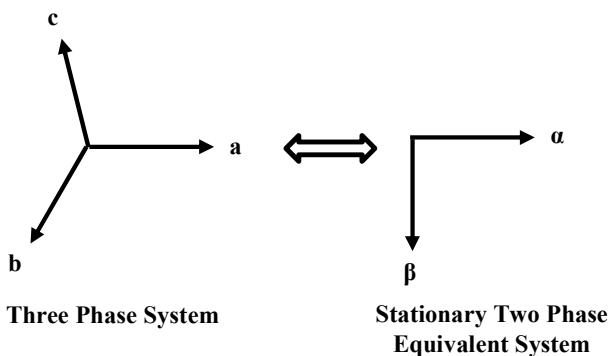 c
a
b
α
β
Three Phase System
Stationary Two Phase
Equivalent System